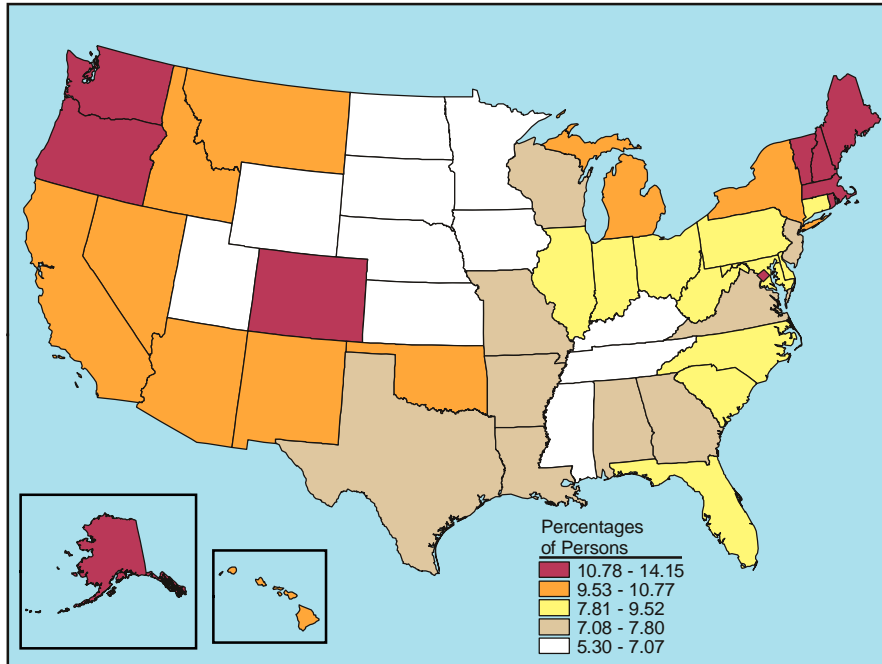 Percentages
of Persons
10.78 - 14.15
9.53 - 10.77
7.81 - 9.52
7.08 - 7.80
5.30 - 7.07